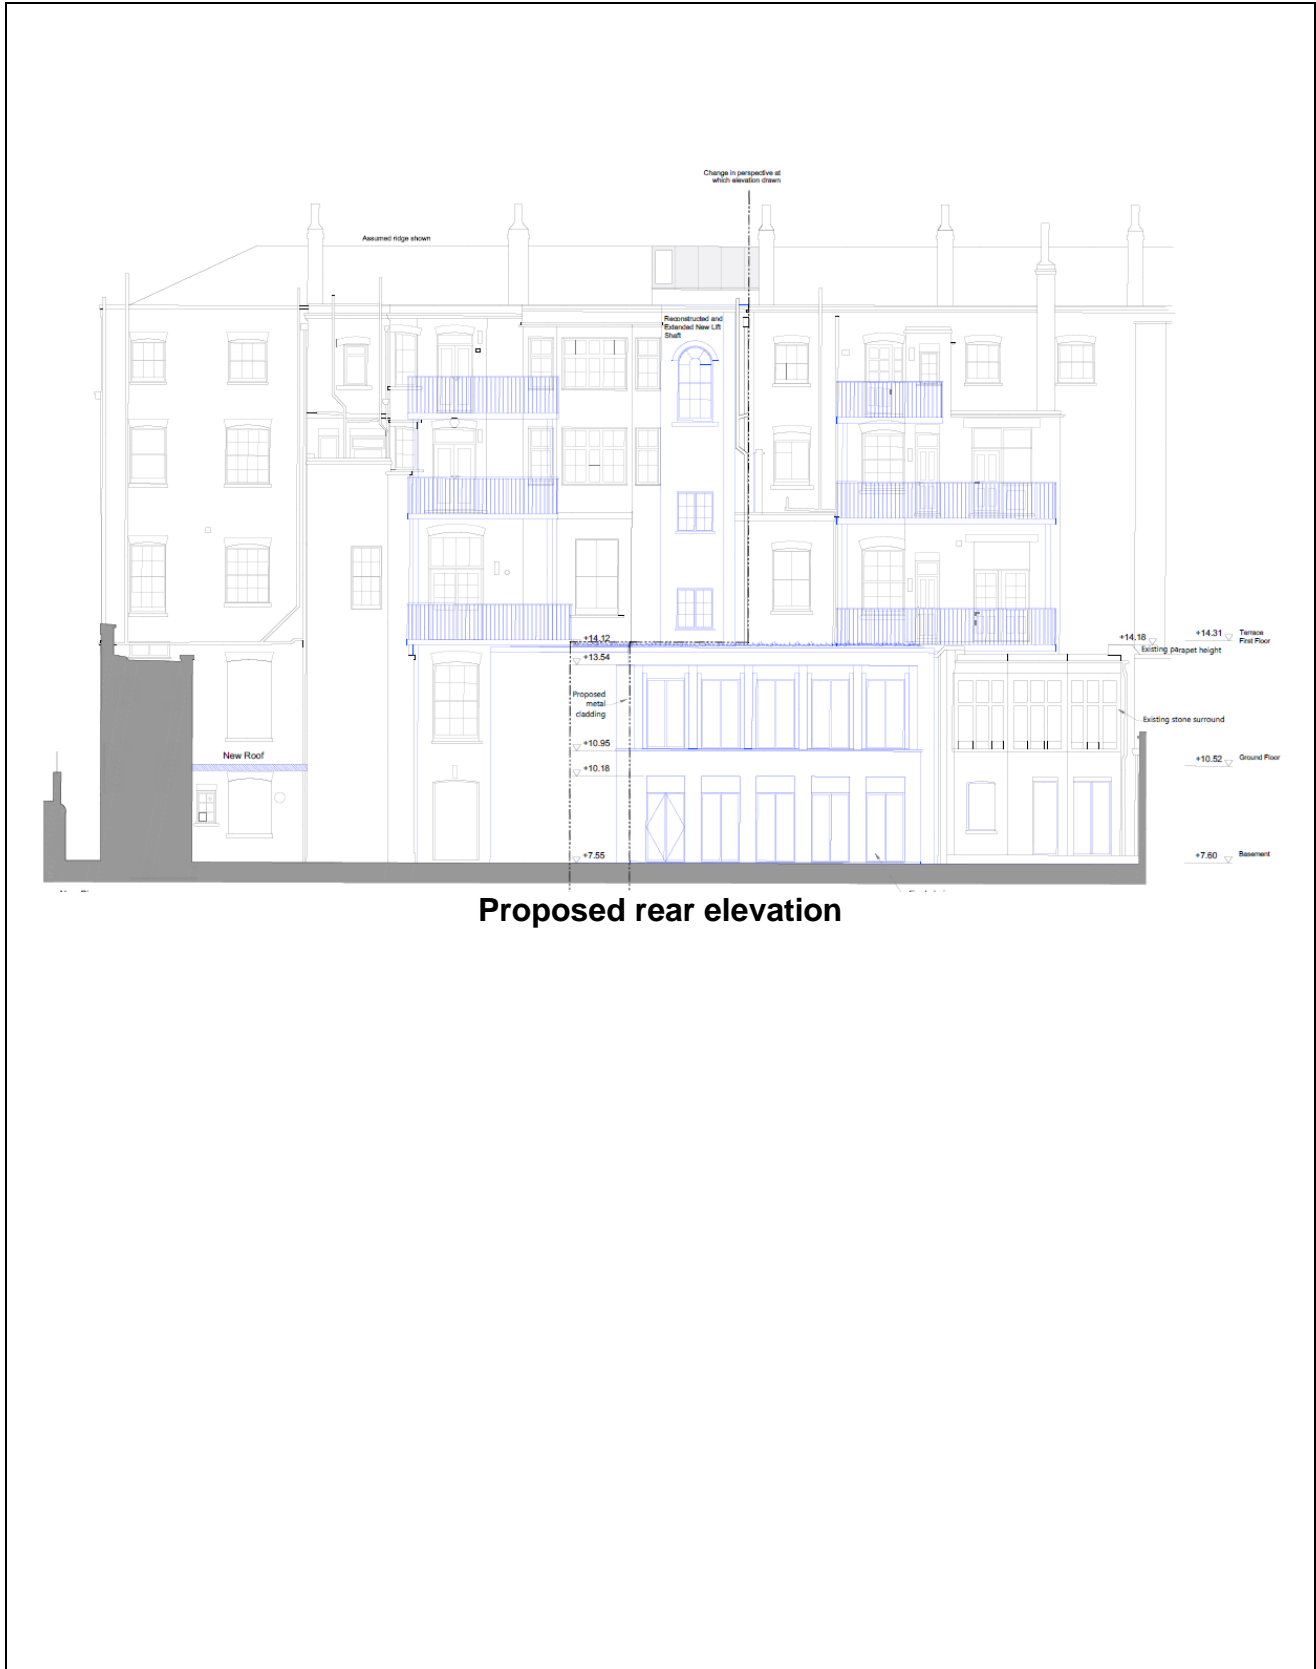 Change in perspective at
which elevation drawn
Assumed ridge shown
Reconstructed and
Extended New Lift
Shaft
+14.12
+14.18
+14.31
Terrace
First Floor
Existing parapet height
+13.54
Proposed
metal
cladding
Existing stone surround
+10.95
New Roof
+10.52
Ground Floor
+10.18
+7.55
+7.60
Basement
Proposed rear elevation